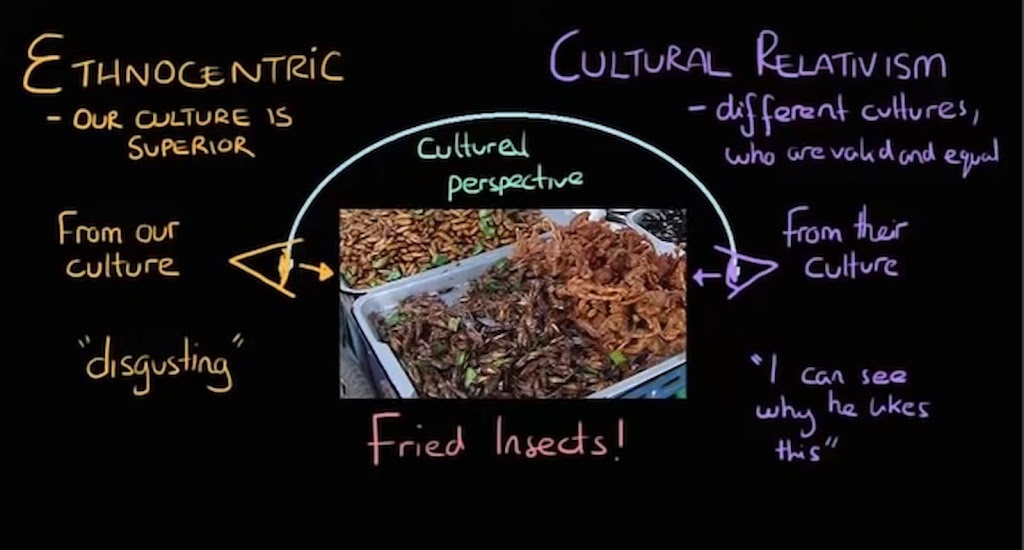 ETHNOCENTRIC
- OUR CULTURE IS
SUPERIOR
From our
culture
"disgusting"
Cultured
perspective
Fried Insects!
CULTURAL RELATIVISM
- different cultures,
who are valid and equal
from their
culture
"I can see
why he likes
this"